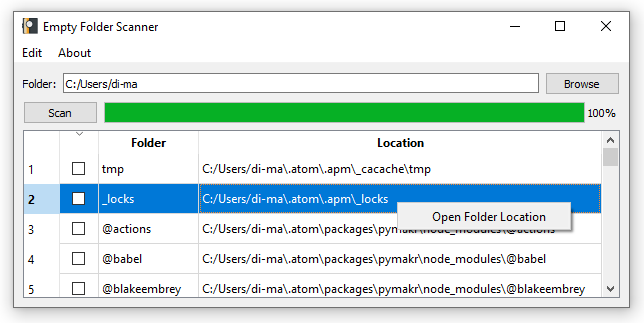 Empty Folder Scanner
Edit About
Folder: C:/Users/di-ma Browse
Scan 100%
Folder Location
1 tmp C:/Users/di-ma\.atom\.apm\_cacache\tmp
2 _locks C:/Users/di-ma\.atom\.apm\_locks
Open Folder Location
3 @actions C:/Users/di-ma\.atom\packages\pymakr\node_modules\@actions
4 @babel C:/Users/di-ma\.atom\packages\pymakr\node_modules\@babel
5 @blakeembrey C:/Users/di-ma\.atom\packages\pymakr\node_modules\@blakeembrey